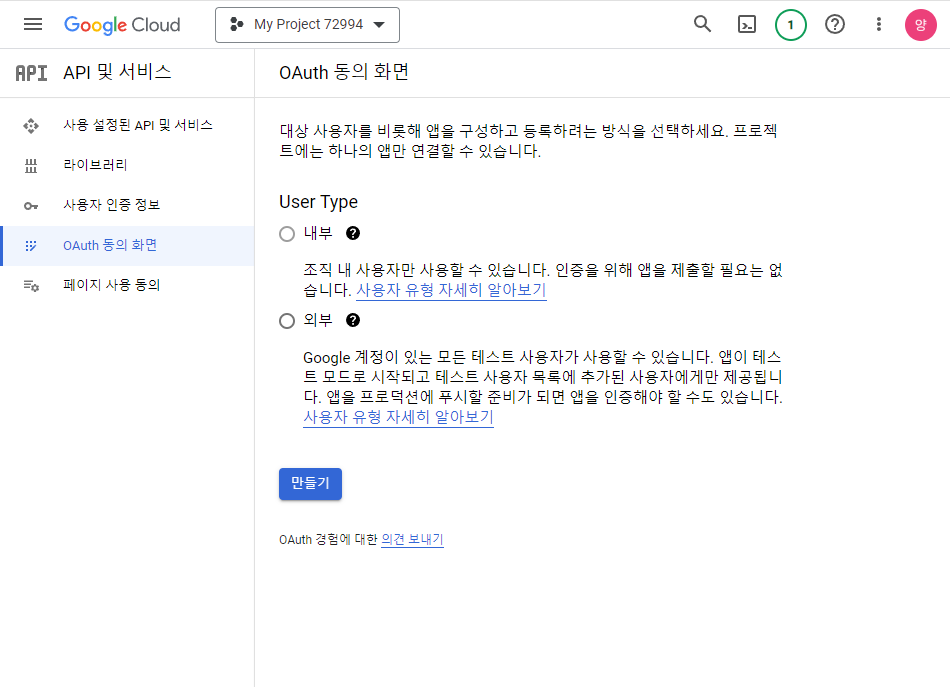 Google Cloud
My Project 72994
1
양
API API 및 서비스
OAuth 동의 화면
사용 설정된 API 및 서비스
라이브러리
사용자 인증 정보
OAuth 동의 화면
페이지 사용 동의
대상 사용자를 비롯해 앱을 구성하고 등록하려는 방식을 선택하세요. 프로젝
트에는 하나의 앱만 연결할 수 있습니다.
User Type
내부
조직 내 사용자만 사용할 수 있습니다. 인증을 위해 앱을 제출할 필요는 없
습니다. 사용자 유형 자세히 알아보기
외부
Google 계정이 있는 모든 테스트 사용자가 사용할 수 있습니다. 앱이 테스
트 모드로 시작되고 테스트 사용자 목록에 추가된 사용자에게만 제공됩니
다. 앱을 프로덕션에 푸시할 준비가 되면 앱을 인증해야 할 수도 있습니다.
사용자 유형 자세히 알아보기
만들기
OAuth 경험에 대한 의견 보내기